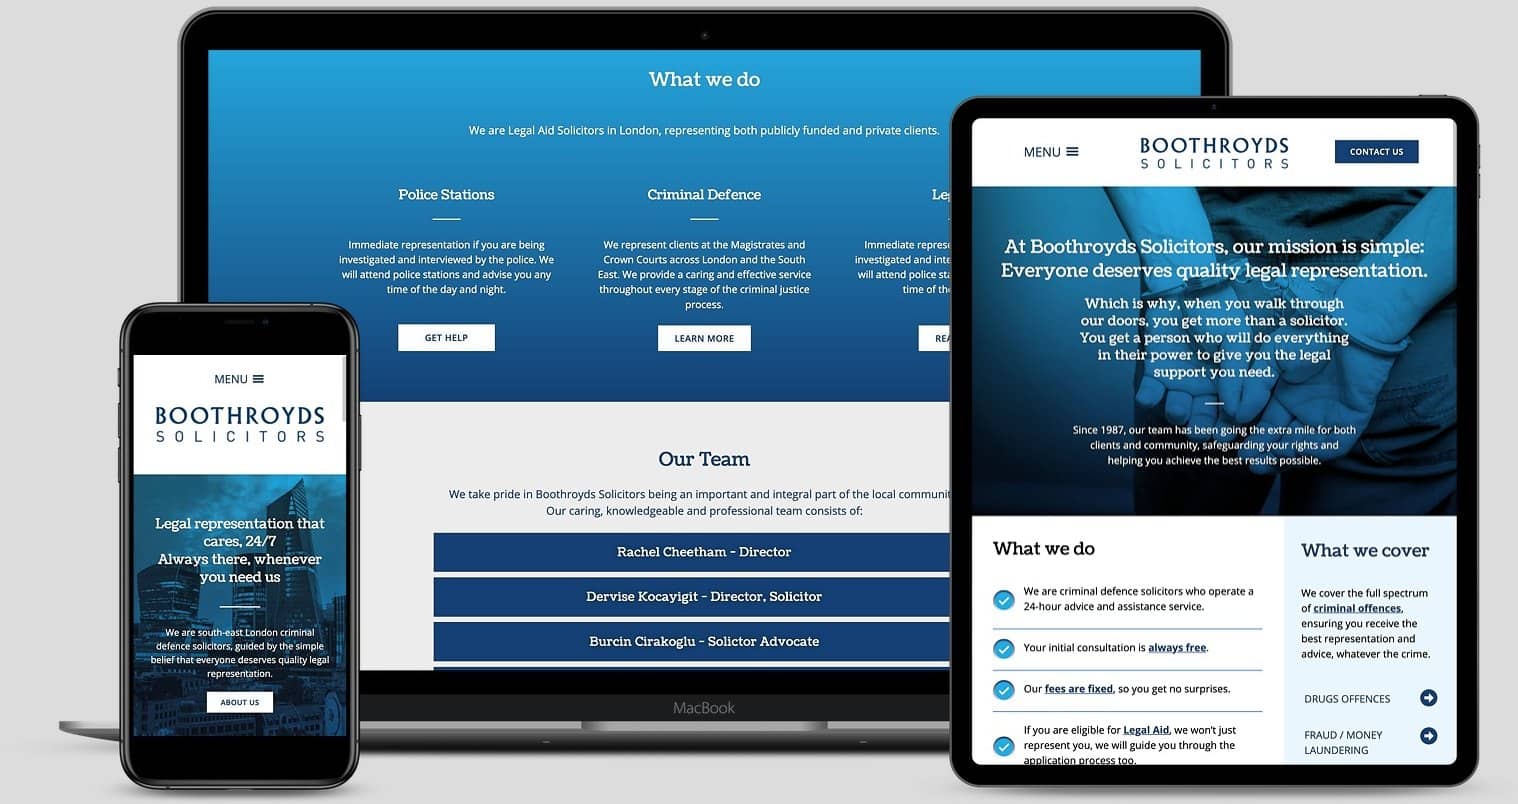 What we do
We are Legal Aid Solicitors in London, representing both publicly funded and private clients.
Police Stations
Immediate representation if you are being
investigated and interviewed by the police. We
will attend police stations and advise you any
time of the day and night.
GET HELP
Criminal Defence
We represent clients at the Magistrates and
Crown Courts across London and the South
East. We provide a caring and effective service
throughout every stage of the criminal justice
process.
LEARN MORE
Le
Immediate
investigated and
will attend police
time of
Our Team
We take pride in Boothroyds Solicitors being an important and integral part of the local
Our caring, knowledgeable and professional team consists of:
Rachel Cheetham - Director
Dervise Kocayigit - Director, Solicitor
Burcin Cirakoglu - Solictor Advocate
MacBook
MENU
BOOTHROYDS
SOLICITORS
Legal representation that
cares, 24/7
Always there, whenever
you need us
We are south-east London criminal
defence solicitors, guided by the simple
belief that everyone deserves quality legal
representation.
ABOUT US
MENU
BOOTHROYDS
SOLICITORS
CONTACT US
At Boothroyds Solicitors, our mission is simple:
Everyone deserves quality legal representation.
Which is why, when you walk through
our doors, you get more than a solicitor.
You get a person who will do everything
in their power to give you the legal
support you need.
Since 1987, our team has been going the extra mile for both
clients and community, safeguarding your rights and
helping you achieve the best results possible.
What we do
We are criminal defence solicitors who operate a
24-hour advice and assistance service.
Your initial consultation is always free.
Our fees are fixed, so you get no surprises.
If you are eligible for Legal Aid, we won't just
represent you, we will guide you through the
application process too.
What we cover
We cover the full spectrum
of criminal offences,
ensuring you receive the
best representation and
advice, whatever the crime.
DRUGS OFFENCES
FRAUD / MONEY
LAUNDERING